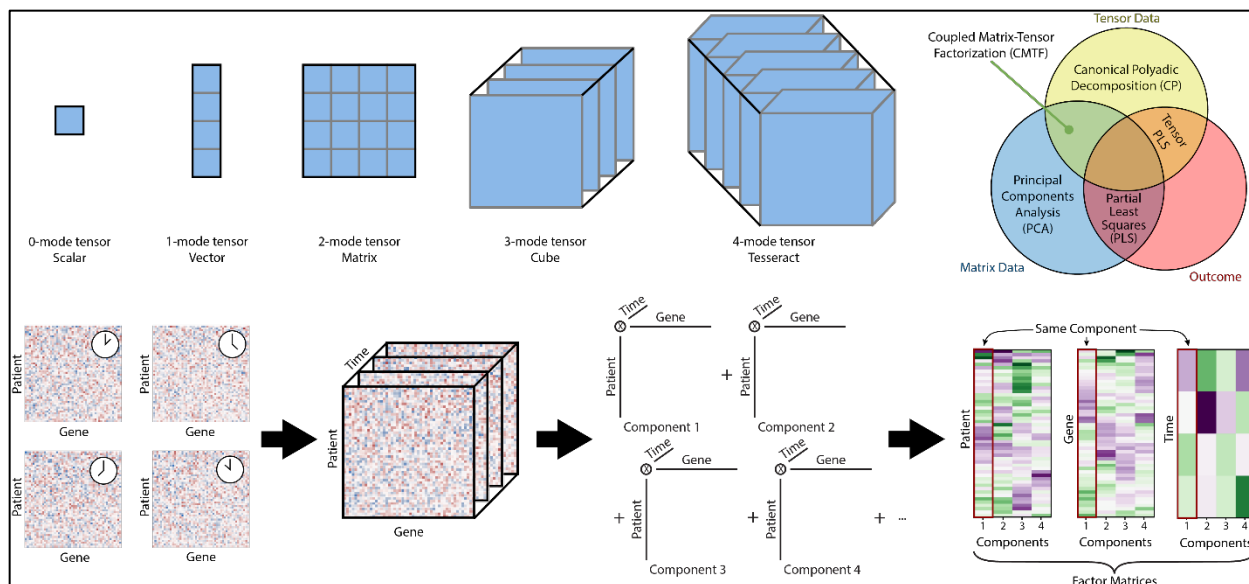 0-mode tensor
Scalar
1-mode tensor
Vector
2-mode tensor
Matrix
3-mode tensor
Cube
4-mode tensor
Tesseract
Tensor Data
Coupled Matrix-Tensor
Factorization (CMTF)
Canonical Polyadic
Decomposition (CP)
Tensor
PLS
Principal
Components
Analysis
(PCA)
Partial
Least
Squares
(PLS)
Matrix Data
Outcome
Patient
Gene
Patient
Gene
Patient
Gene
Patient
Gene
Time
Patient
Gene
Time
Gene
Patient
Component 1
+
Time
Gene
Patient
Component 2
+
Time
Gene
Patient
Component 3
+
Time
Gene
Patient
Component 4
+ ...
Same Component
Patient
1 2 3 4
Components
Gene
1 2 3 4
Components
Time
1 2 3 4
Components
Factor Matrices